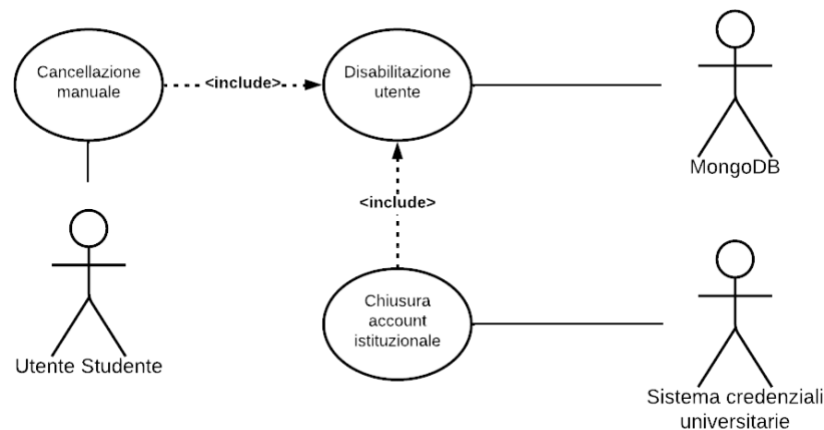 Cancellazione
manuale
<include>
Disabilitazione
utente
MongoDB
<include>
Utente Studente
Chiusura
account
istituzionale
Sistema credenziali
universitarie